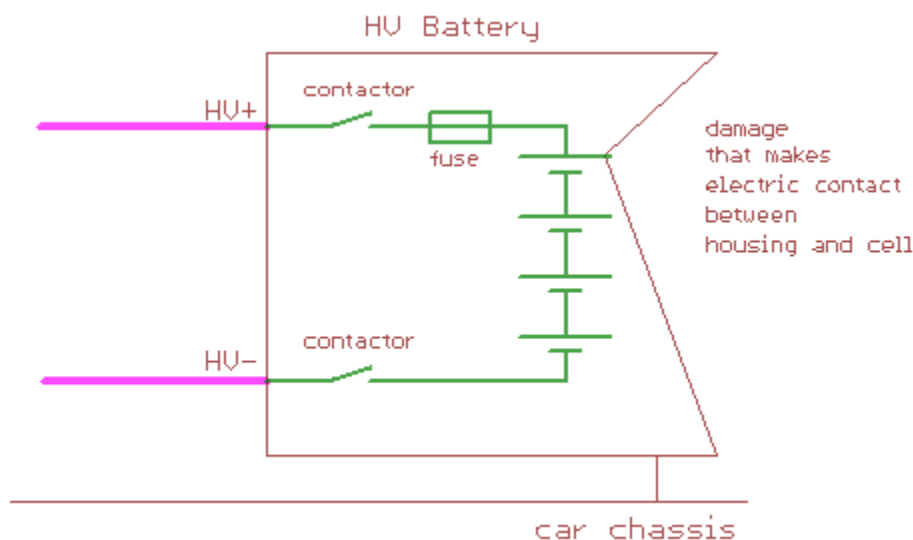 HV Battery
contactor
HV+
fuse
damage
that makes
electric contact
between
housing and cell
contactor
HV-
car chassis